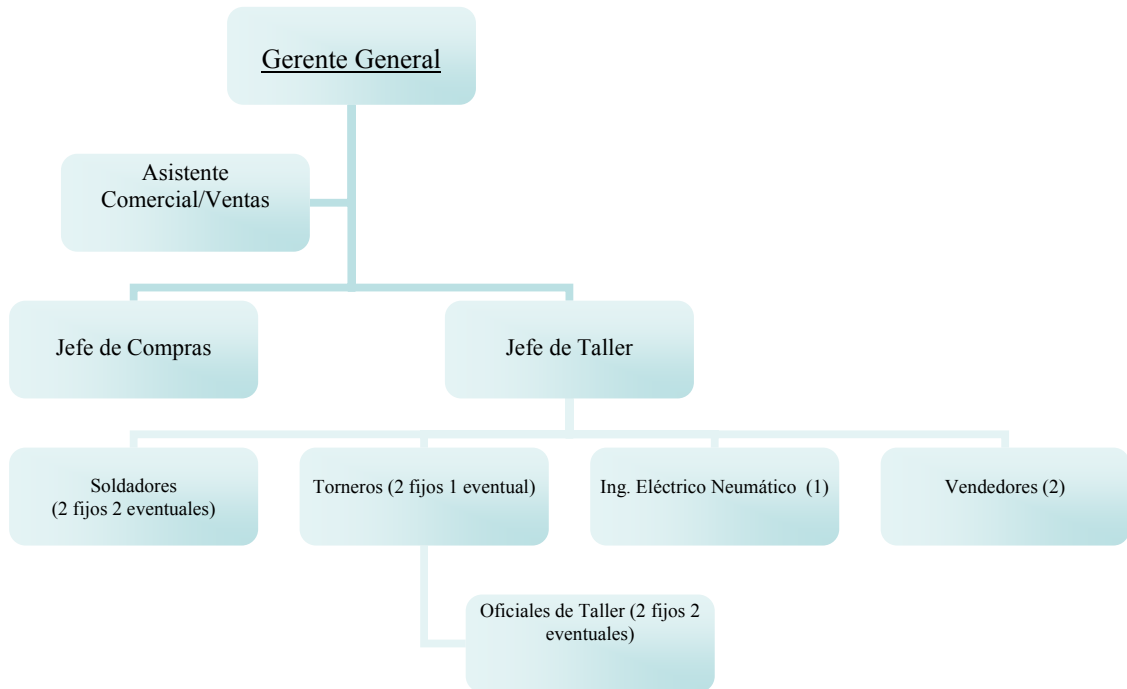 Gerente General
Asistente
Comercial/Ventas
Jefe de Compras
Jefe de Taller
Soldadores
(2 fijos 2 eventuales)
Torneros (2 fijos 1 eventual)
Ing. Eléctrico Neumático (1)
Vendedores (2)
Oficiales de Taller (2 fijos 2
eventuales)